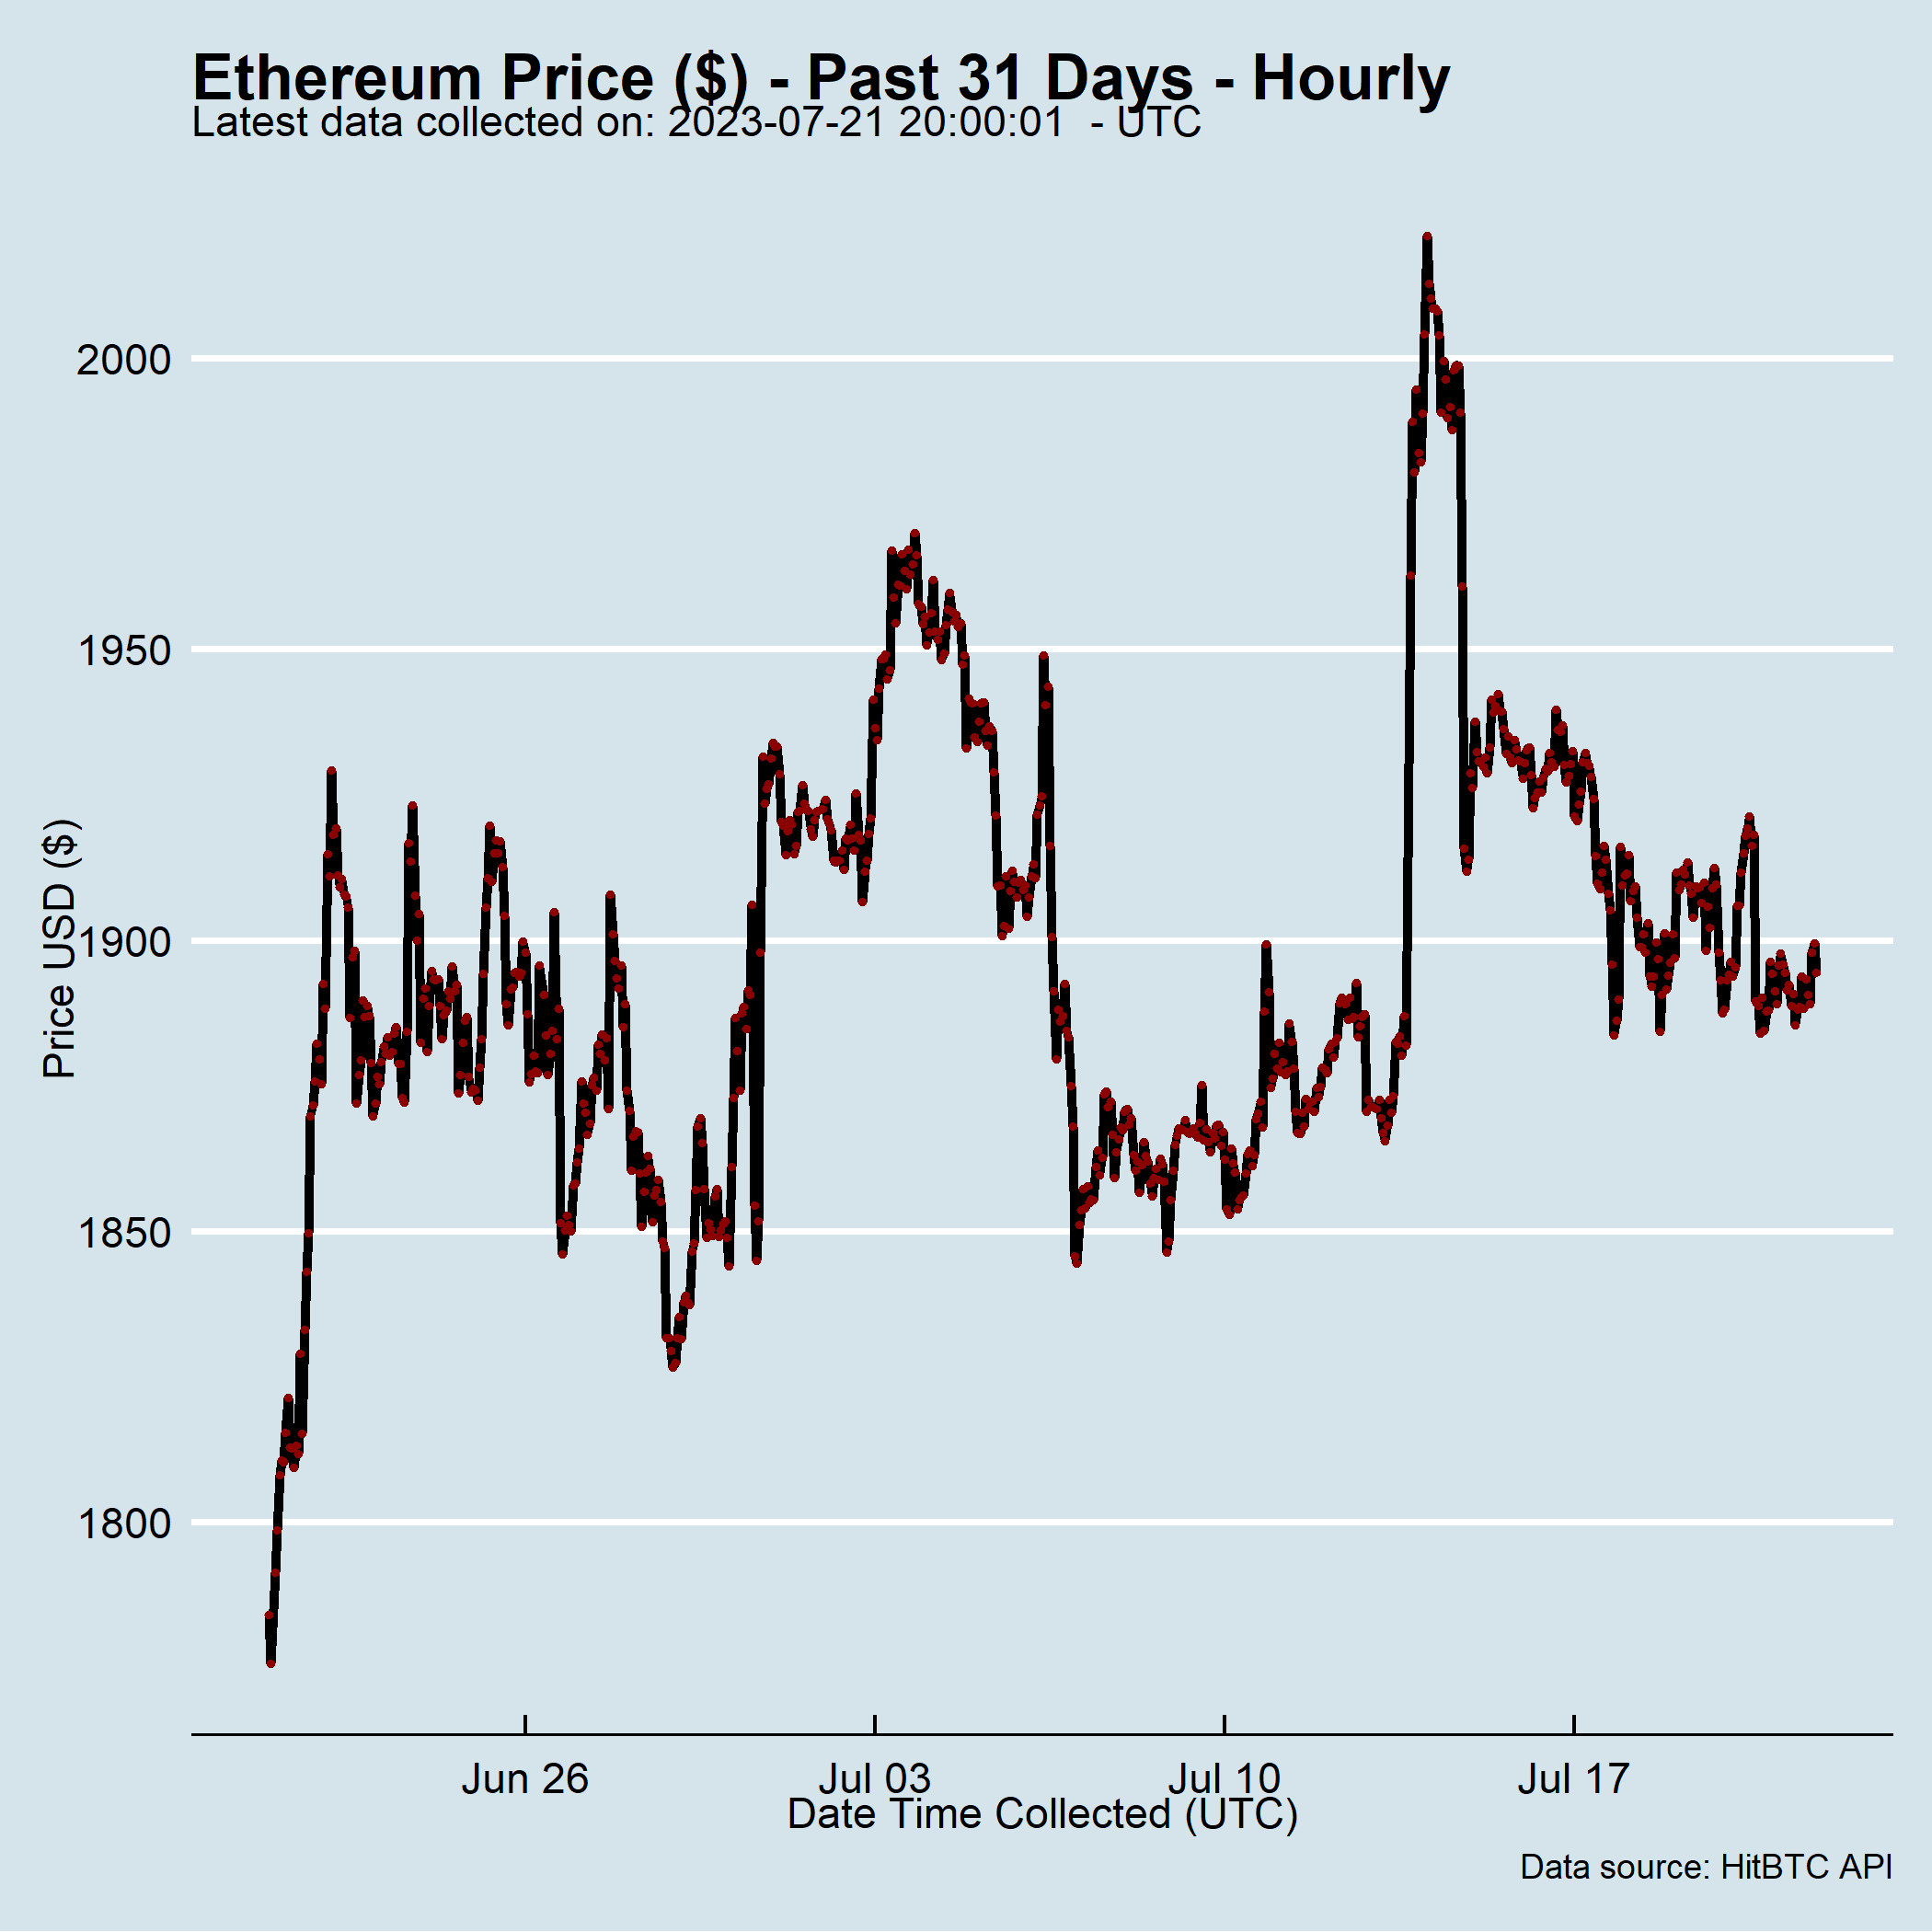 Ethereum Price ($) - Past 31 Days - Hourly
Latest data collected on: 2023-07-21 20:00:01  - UTC
2000
1950
1900
1850
1800
Price USD ($)
Jun 26
Jul 03
Jul 10
Jul 17
Date Time Collected (UTC)
Data source: HitBTC API